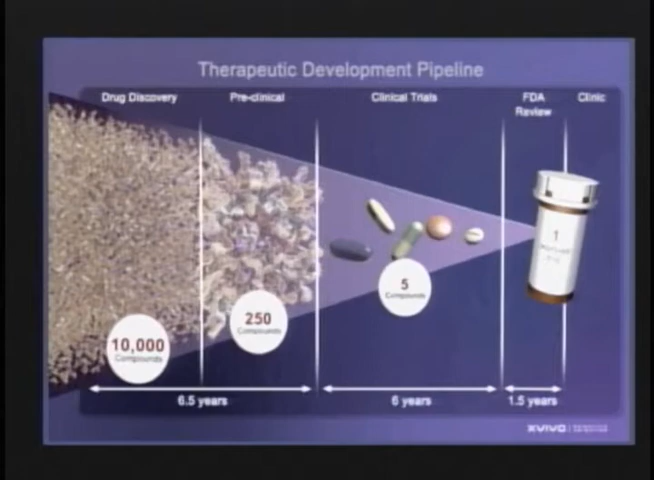 Therapeutic Development Pipeline
Drug Discovery
Pre-clinical
Clinical Trials
FDA
Review
Clinic
10,000
Compounds
250
Compounds
5
Compounds
1
6.5 years
6 years
1.5 years
XVIVO